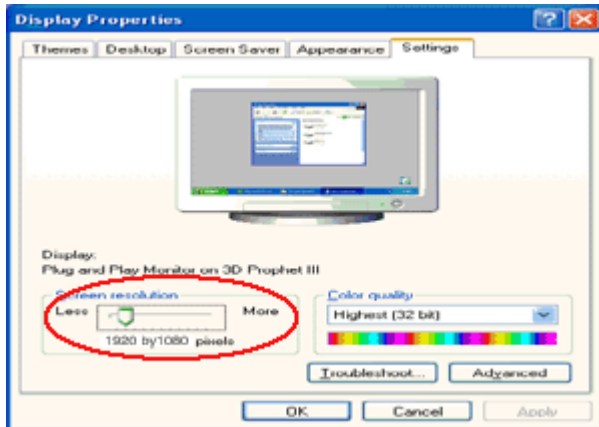 Display Properties
Themes Desktop Screen Saver Appearance Settings
Display:
Plug and Play Monitor on 3D Prophet III
Screen resolution
Less More
1920 by1080 pixels
Color quality
Highest (32 bit)
Troubleshoot... Advanced
OK Cancel Apply